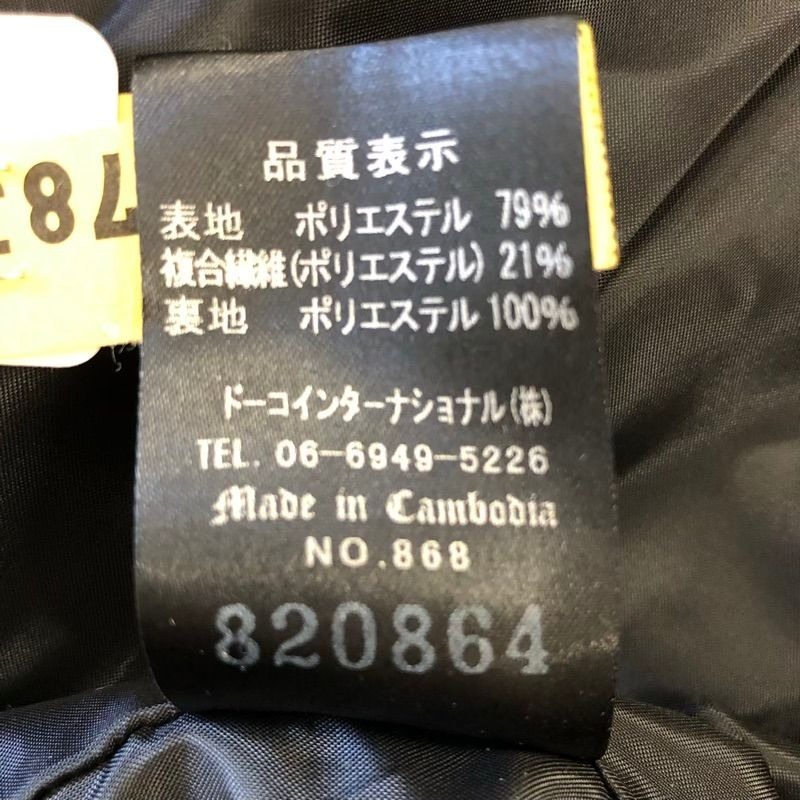 品質表示
表地 ポリエステル 79%
複合繊維(ポリエステル) 21%
裏地 ポリエステル 100%
ドーコインターナショナル(株)
TEL. 06-6949-5226
Made in Cambodia
NO.868
820864
78